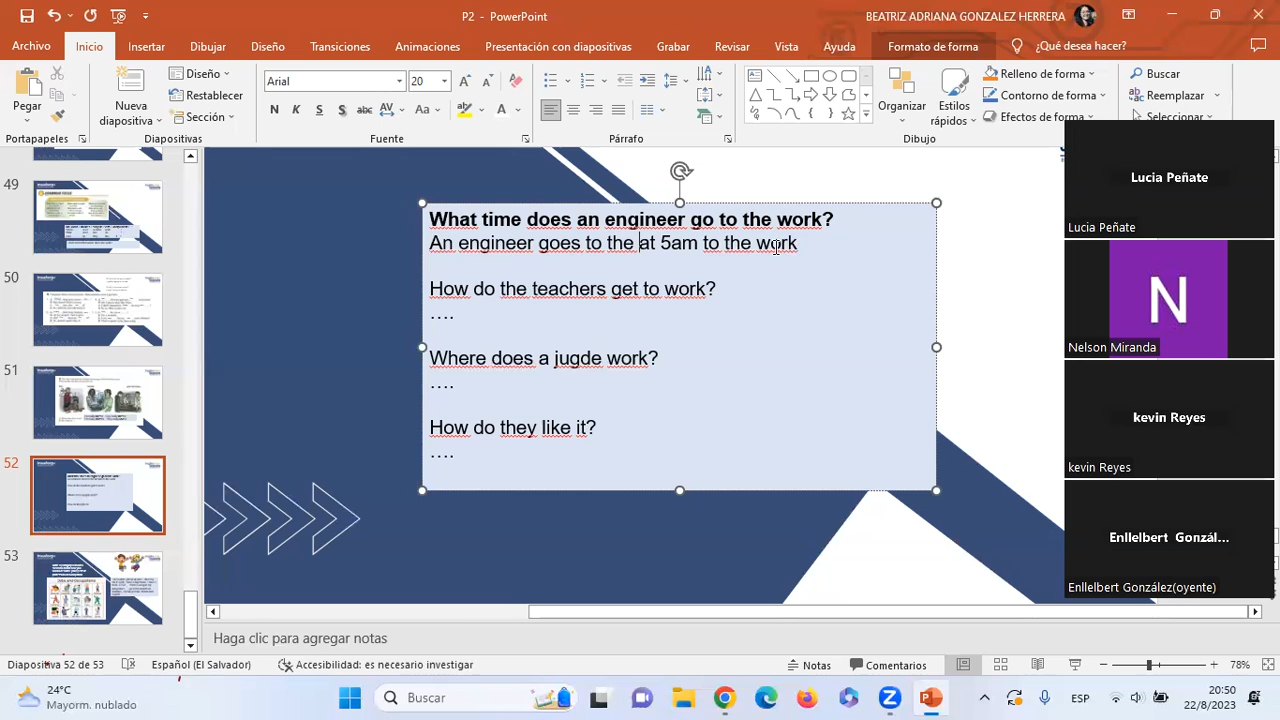 P2 - PowerPoint
BEATRIZ ADRIANA GONZALEZ HERRERA
Archivo Inicio Insertar Dibujar Diseño Transiciones Animaciones Presentación con diapositivas Grabar Revisar Vista Ayuda Formato de forma ¿Qué desea hacer?
Pegar
Portapapeles
Nueva
diapositiva
Diseño
Restablecer
Sección
Diapositivas
Arial 20
N K S S abc AV Aa A
Fuente
Párrafo
Organizar
Estilos
rápidos
Relleno de forma
Contorno de forma
Efectos de forma
Dibujo
Buscar
Reemplazar
Seleccionar
49
50
51
52
53
What time does an engineer go to the work?
An engineer goes to the at 5am to the work
How do the teachers get to work?
....
Where does a jugde work?
....
How do they like it?
....
Lucia Peñate
Lucia Peñate
N
Nelson Miranda
kevin Reyes
kevin Reyes
Enllelbert Gonzál...
Enllelbert González(oyente)
Haga clic para agregar notas
Diapositiva 52 de 53 Español (El Salvador) Accesibilidad: es necesario investigar Notas Comentarios 78%
24°C
Mayorm. nublado
Buscar
ESP
20:50
22/8/2023